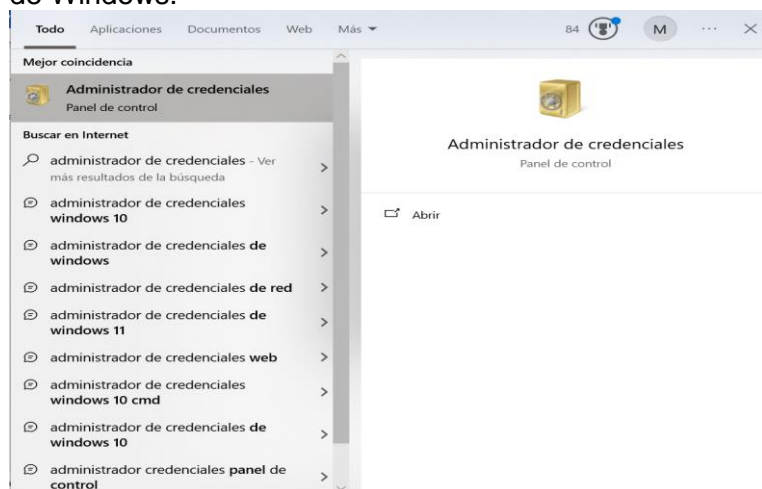 de Windows.
Todo Aplicaciones Documentos Web Más 84 M ...
Mejor coincidencia
Administrador de credenciales
Panel de control
Buscar en Internet
administrador de credenciales - Ver
más resultados de la búsqueda
administrador de credenciales
windows 10
administrador de credenciales de
windows
administrador de credenciales de red
administrador de credenciales de
windows 11
administrador de credenciales web
administrador de credenciales
windows 10 cmd
administrador de credenciales de
windows 10
administrador credenciales panel de
control
Administrador de credenciales
Panel de control
Abrir